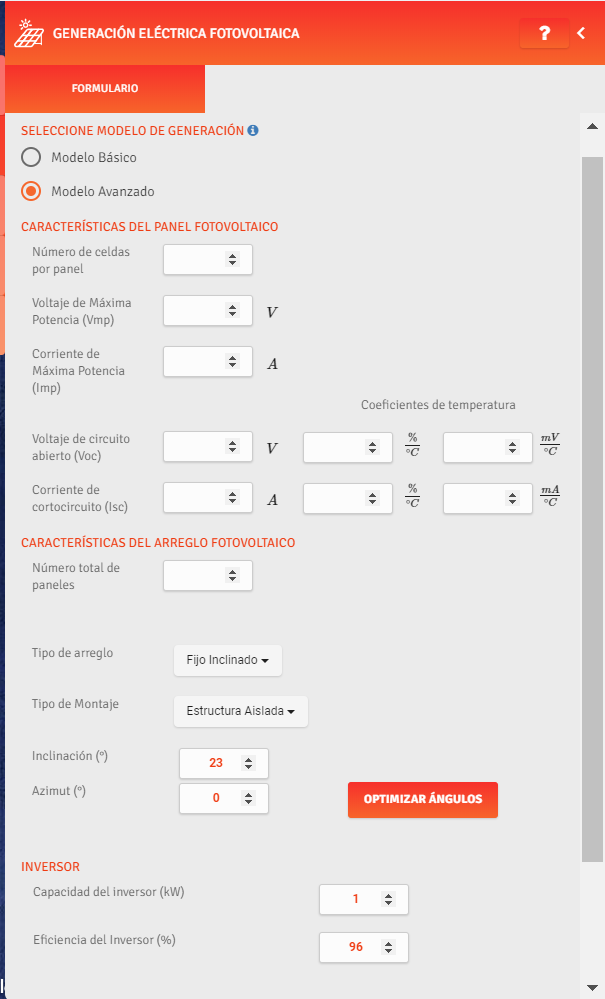 GENERACIÓN ELÉCTRICA FOTOVOLTAICA
?
FORMULARIO
SELECCIONE MODELO DE GENERACIÓN
Modelo Básico
Modelo Avanzado
CARACTERÍSTICAS DEL PANEL FOTOVOLTAICO
Número de celdas
por panel
Voltaje de Máxima
Potencia (Vmp)
V
Corriente de
Máxima Potencia
(Imp)
A
Coeficientes de temperatura
Voltaje de circuito
abierto (Voc)
V
%
°C
mV
°C
Corriente de
cortocircuito (Isc)
A
%
°C
mA
°C
CARACTERÍSTICAS DEL ARREGLO FOTOVOLTAICO
Número total de
paneles
Tipo de arreglo
Fijo Inclinado
Tipo de Montaje
Estructura Aislada
Inclinación (º)
23
Azimut (º)
0
OPTIMIZAR ÁNGULOS
INVERSOR
Capacidad del inversor (kW)
1
Eficiencia del Inversor (%)
96